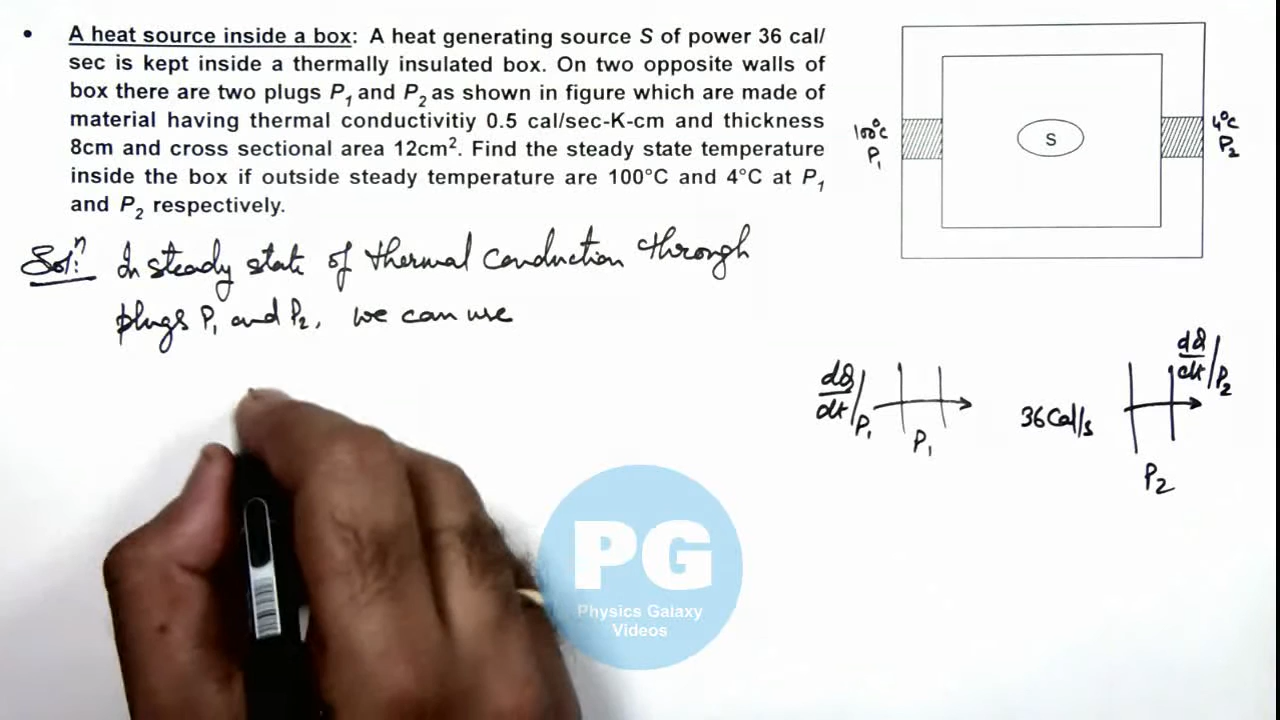 • A heat source inside a box: A heat generating source S of power 36 cal/
sec is kept inside a thermally insulated box. On two opposite walls of
box there are two plugs P1 and P2 as shown in figure which are made of
material having thermal conductivitiy 0.5 cal/sec-K-cm and thickness
8cm and cross sectional area 12cm². Find the steady state temperature
inside the box if outside steady temperature are 100°C and 4°C at P1
and P2 respectively.
100°C
P1
S
4°C
P2
Solⁿ: In steady state of thermal conduction through
plugs P1 and P2, we can use
dQ/dt|P1
P1
36 Cal/s
dQ/dt|P2
P2
PG
Physics Galaxy
Videos